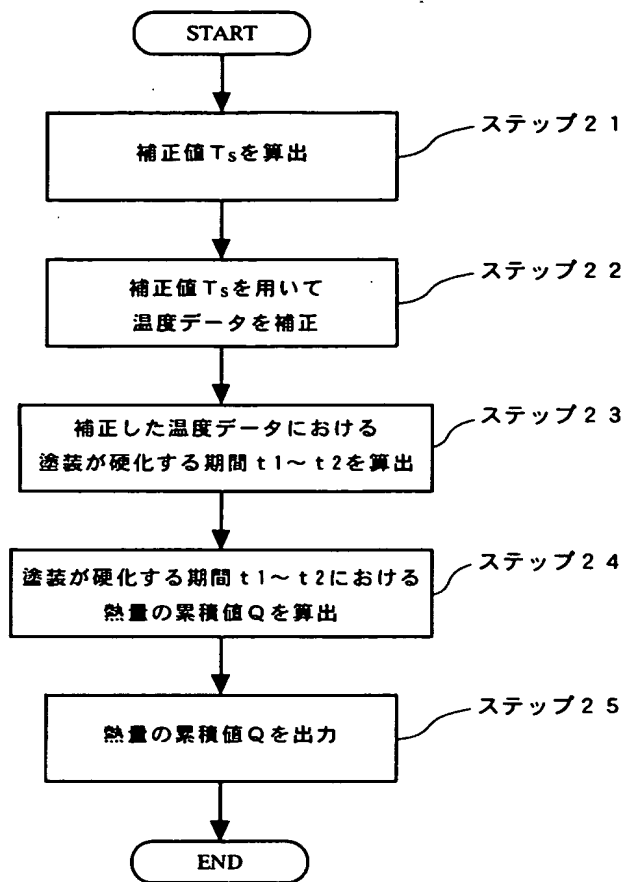 START
補正値Tsを算出
ステップ21
補正値Tsを用いて
温度データを補正
ステップ22
補正した温度データにおける
塗装が硬化する期間t1～t2を算出
ステップ23
塗装が硬化する期間t1～t2における
熱量の累積値Qを算出
ステップ24
熱量の累積値Qを出力
ステップ25
END